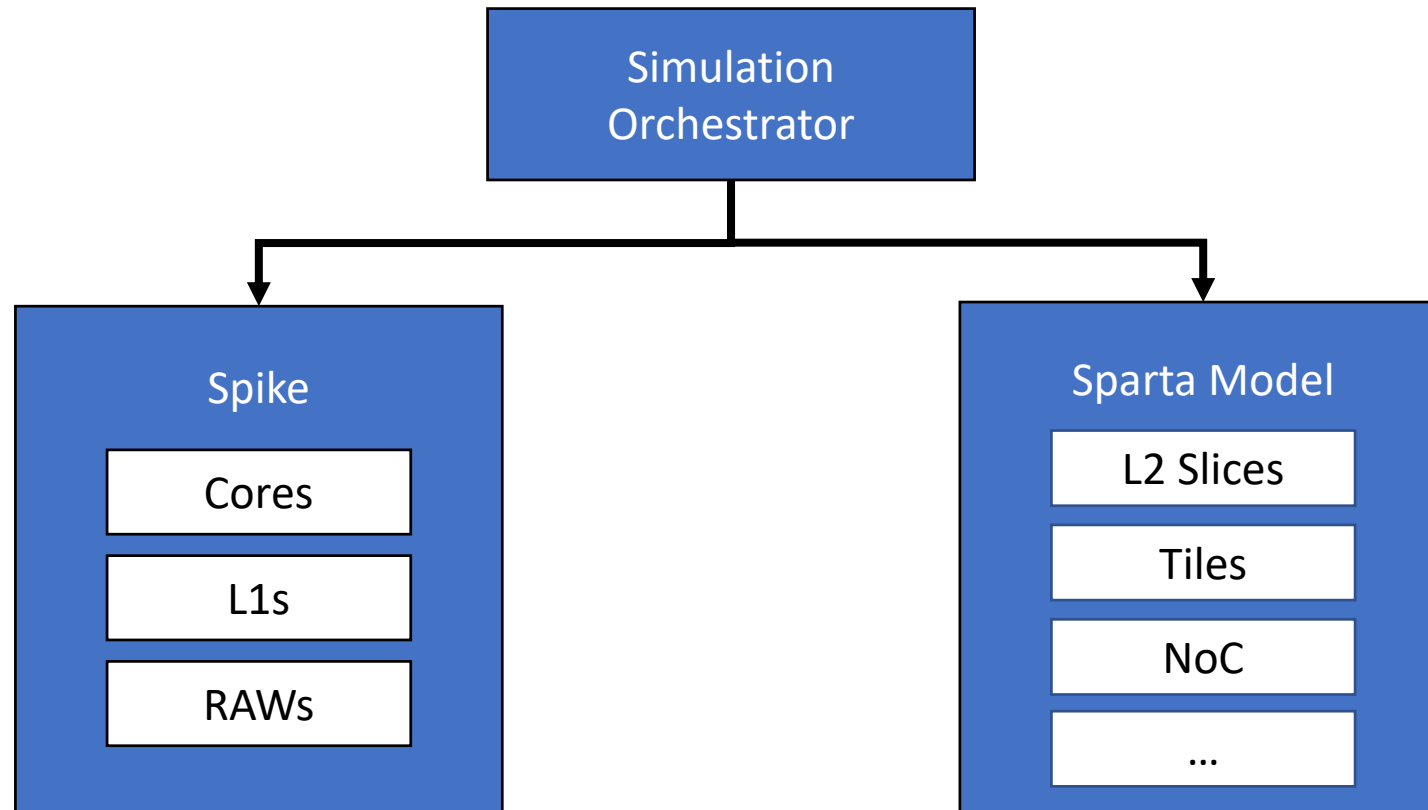 Simulation
Orchestrator
Spike
Cores
L1s
RAWs
Sparta Model
L2 Slices
Tiles
NoC
...